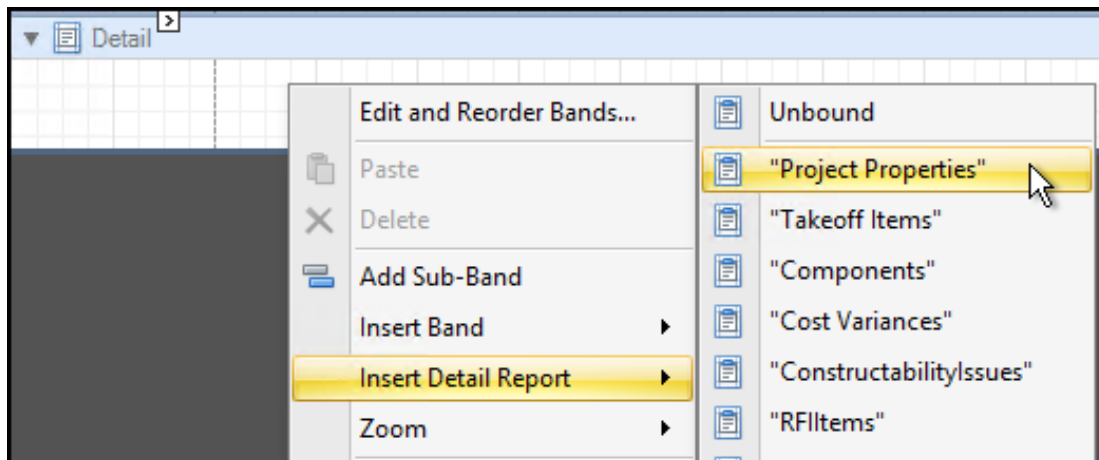 Detail
Edit and Reorder Bands...
Paste
Delete
Add Sub-Band
Insert Band
Insert Detail Report
Zoom
Unbound
"Project Properties"
"Takeoff Items"
"Components"
"Cost Variances"
"ConstructabilityIssues"
"RFIItems"